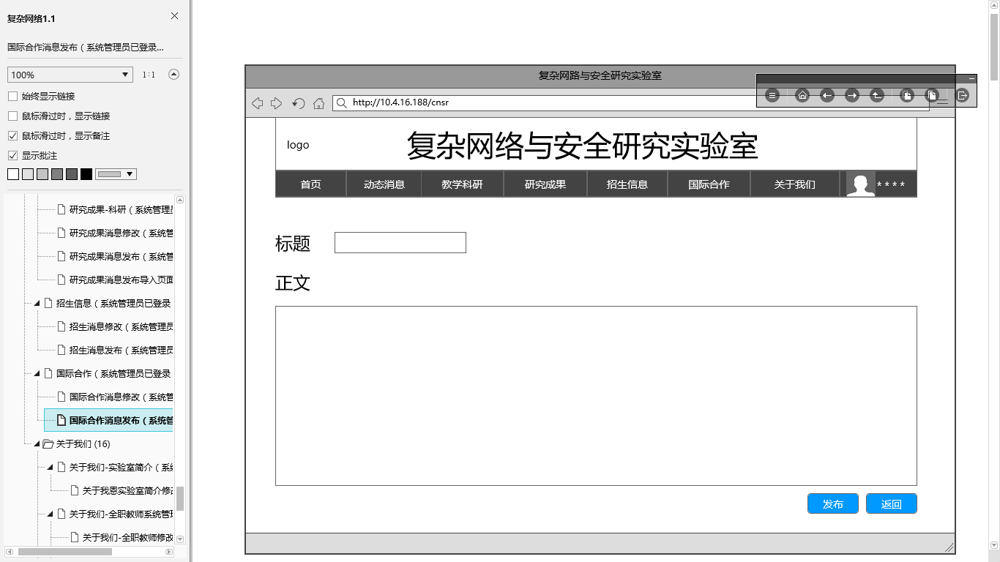 复杂网络1.1
国际合作消息发布（系统管理员已登录...
100%
1:1
始终显示链接
鼠标滑过时，显示链接
鼠标滑过时，显示备注
显示批注
研究成果-科研（系统管理
研究成果消息修改（系统管
研究成果消息发布（系统管
研究成果消息发布导入页面
招生信息（系统管理员已登录
招生消息修改（系统管理员
招生消息发布（系统管理员
国际合作（系统管理员已登录
国际合作消息修改（系统管
国际合作消息发布（系统管
关于我们 (16)
关于我们-实验室简介（系统
关于我恩实验室简介修改
关于我们-全职教师系统管理
关于我们-全职教师修改
复杂网路与安全研究实验室
http://10.4.16.188/cnsr
logo
复杂网络与安全研究实验室
首页 动态消息 教学科研 研究成果 招生信息 国际合作 关于我们 ****
标题
正文
发布 返回